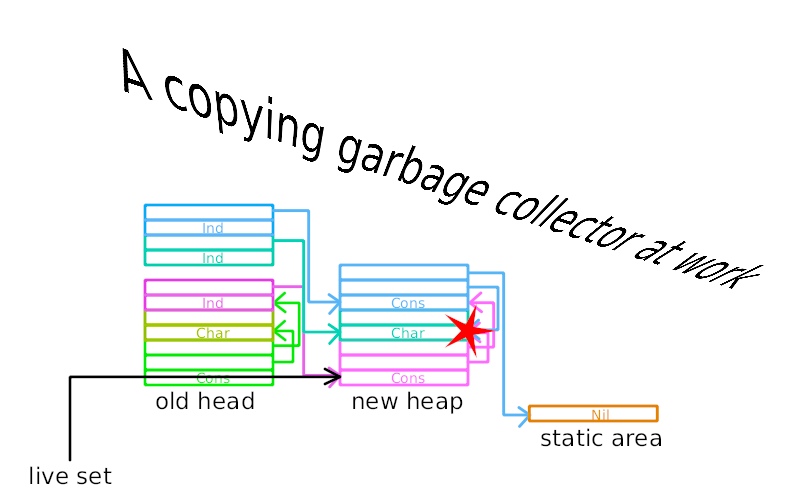 A copying garbage collector at work
Ind
Ind
Ind
Cons
Char
Char
Cons
Cons
old head
new heap
Nil
static area
live set